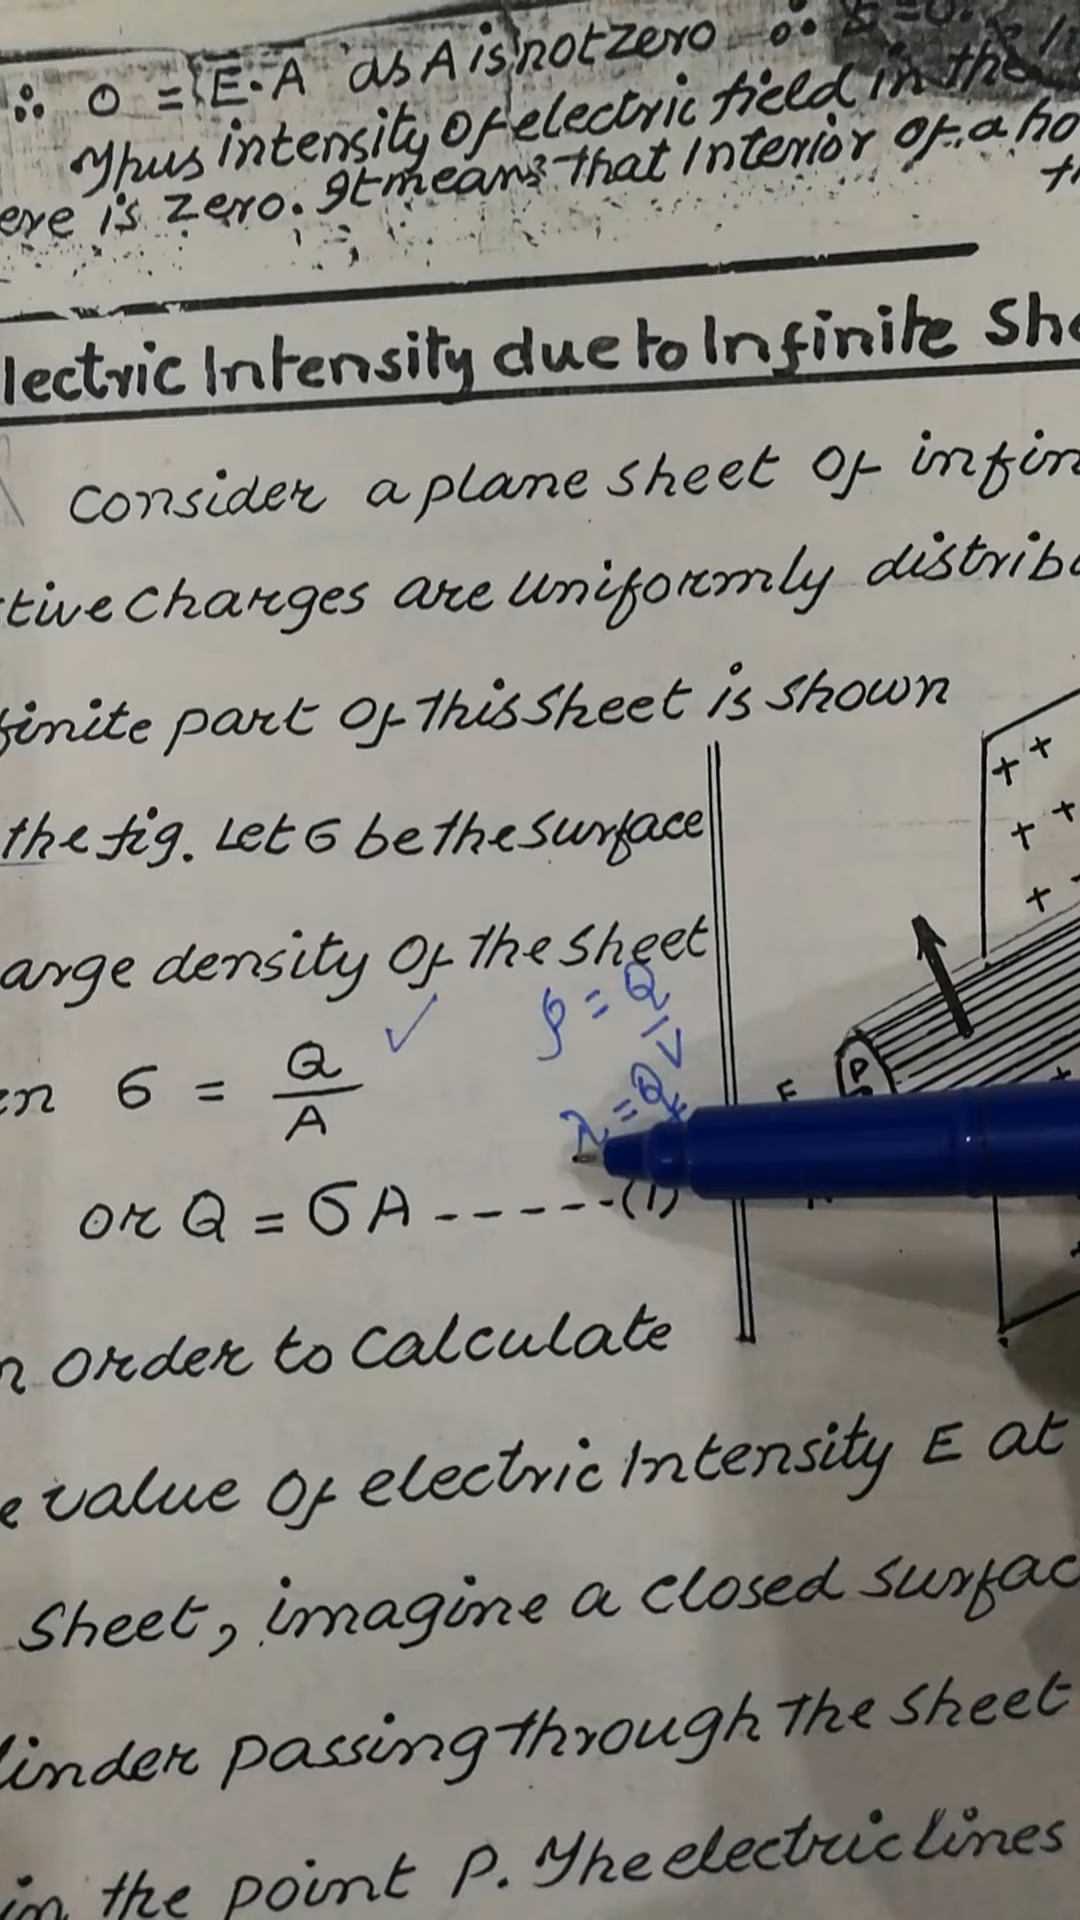 ∴ 0 = E⃗·A⃗ as A is not zero ∴
Thus intensity of electric field in the
ere is zero. It means that interior of a ho
lectric Intensity due to Infinite She
Consider a plane sheet of infin
tive charges are uniformly distribu
finite part of this sheet is shown
the fig. Let σ be the surface
arge density of the sheet
ρ = Q/V
en σ = Q/A
λ = Q
or Q = σA -----(1)
n order to calculate
e value of electric Intensity E at
Sheet, imagine a closed surfac
linder passing through the sheet
in the point P. The electric lines
+ +
+ +
+
P
E